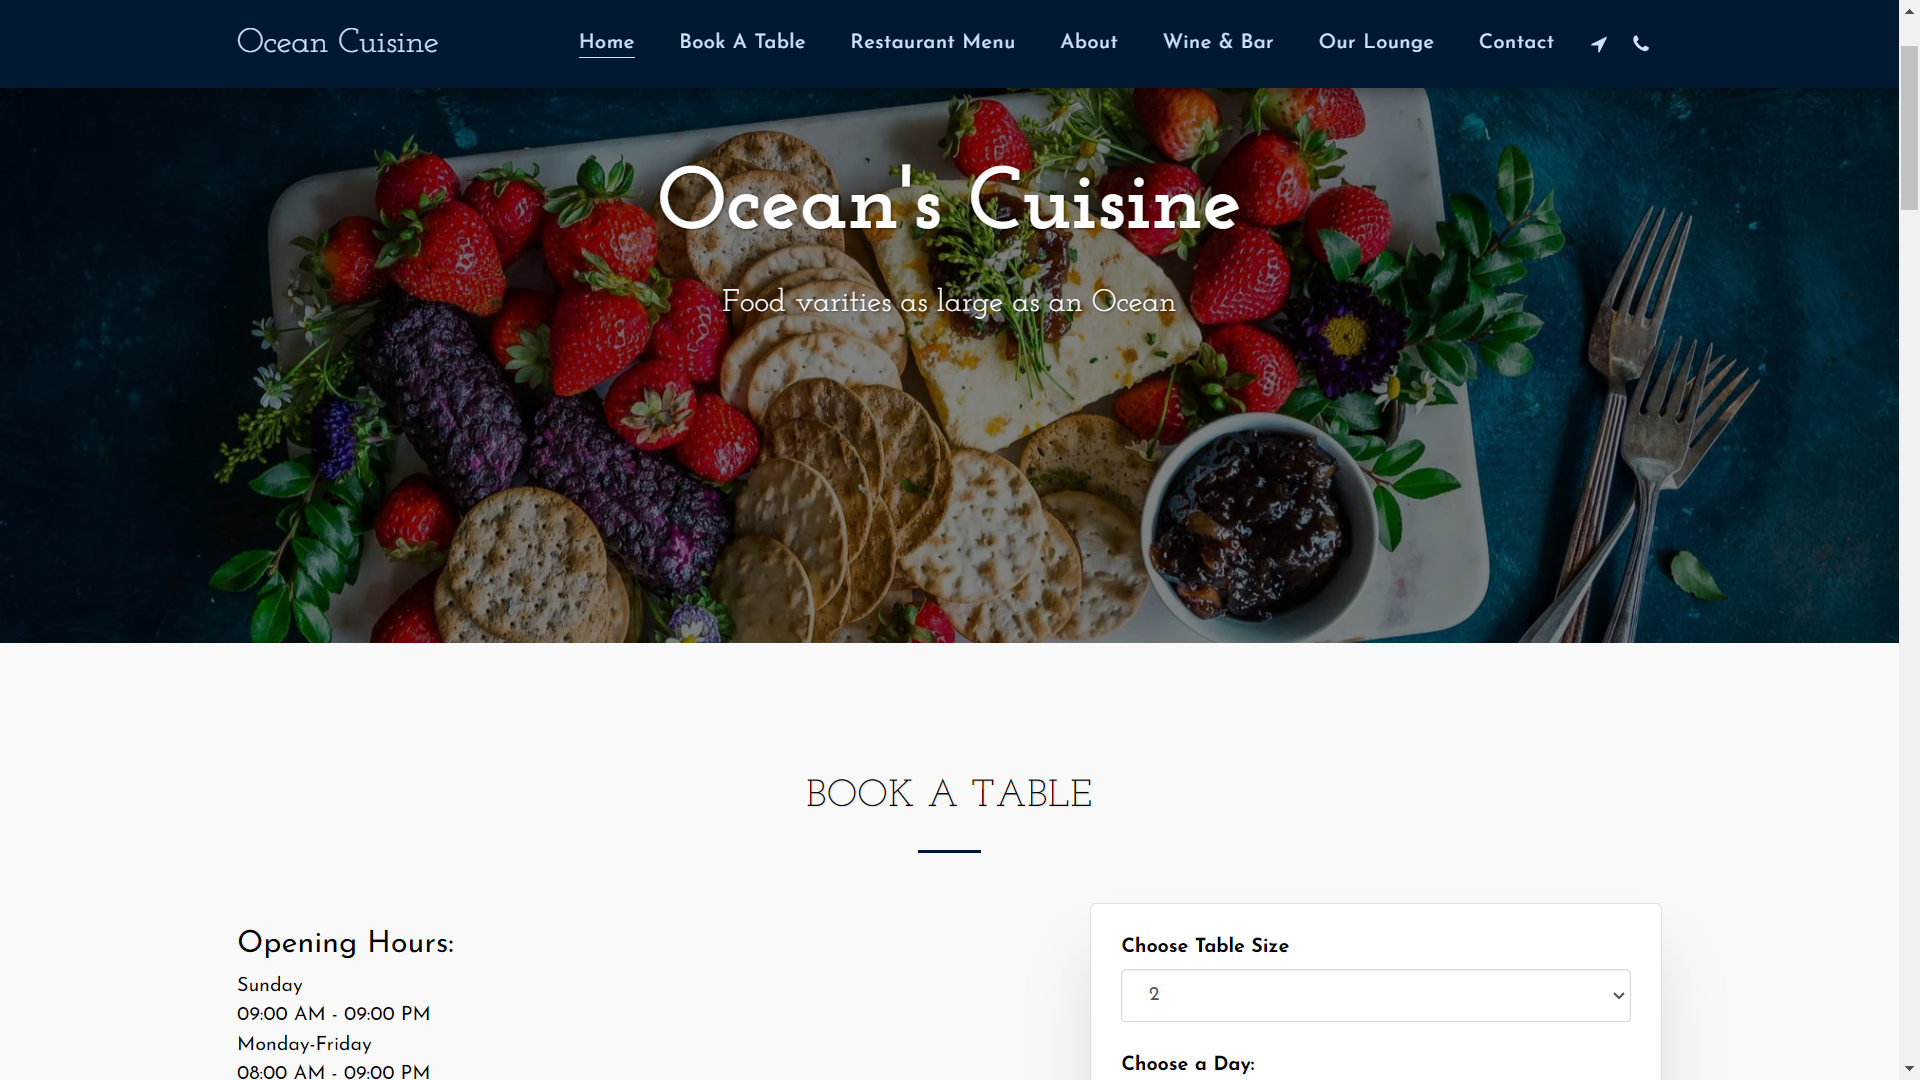 Ocean Cuisine
Home
Book A Table
Restaurant Menu
About
Wine & Bar
Our Lounge
Contact
Ocean's Cuisine
Food varities as large as an Ocean
BOOK A TABLE
Opening Hours:
Sunday
09:00 AM - 09:00 PM
Monday-Friday
08:00 AM - 09:00 PM
Choose Table Size
2
Choose a Day: